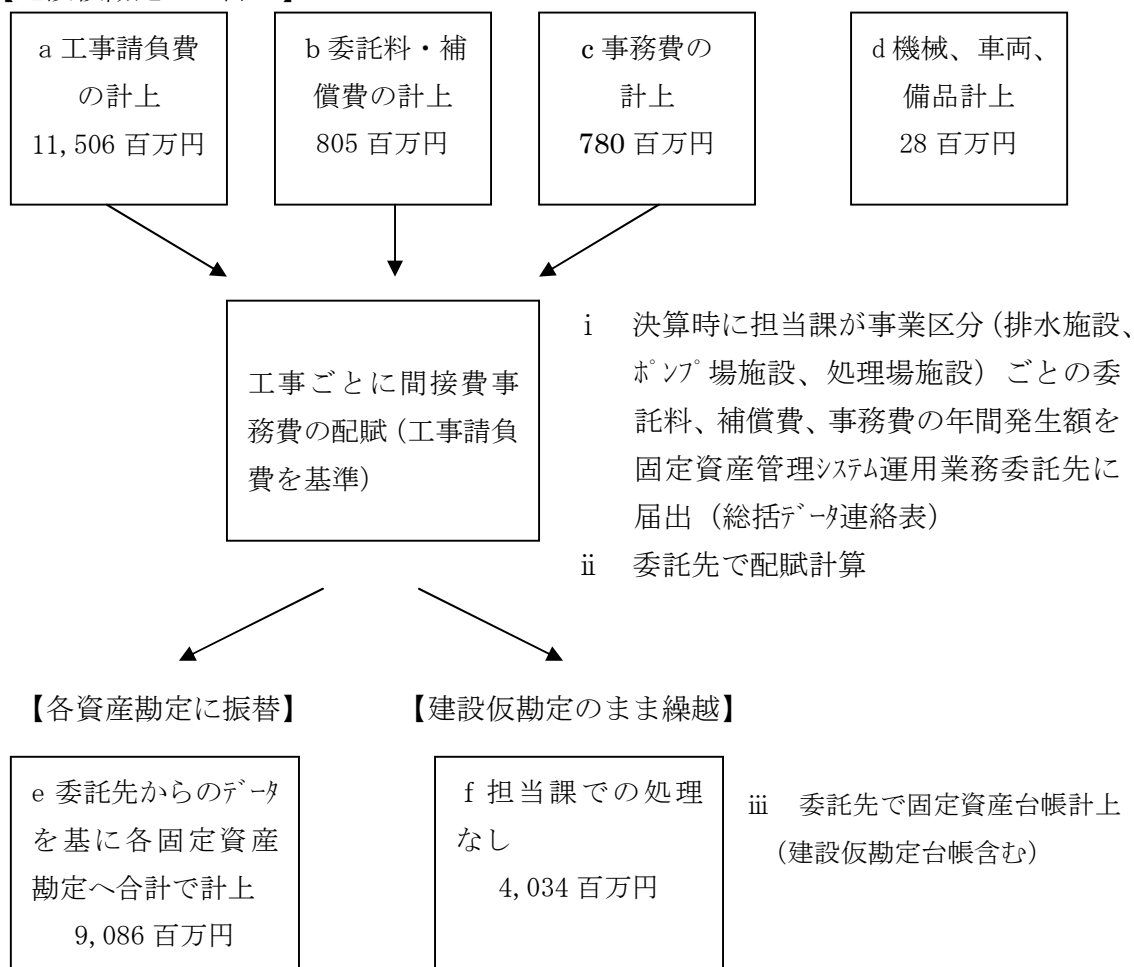 a 工事請負費
の計上
11,506 百万円
b 委託料・補
償費の計上
805 百万円
c 事務費の
計上
780 百万円
d 機械、車両、
備品計上
28 百万円
工事ごとに間接費事
務費の配賦(工事請負
費を基準)
ⅰ 決算時に担当課が事業区分(排水施設、
ポンプ場施設、処理場施設)ごとの委
託料、補償費、事務費の年間発生額を
固定資産管理システム運用業務委託先に
届出(総括データ連絡表)
ⅱ 委託先で配賦計算
【各資産勘定に振替】
【建設仮勘定のまま繰越】
e 委託先からのデータ
を基に各固定資産
勘定へ合計で計上
9,086 百万円
f 担当課での処理
なし
4,034 百万円
ⅲ 委託先で固定資産台帳計上
(建設仮勘定台帳含む)